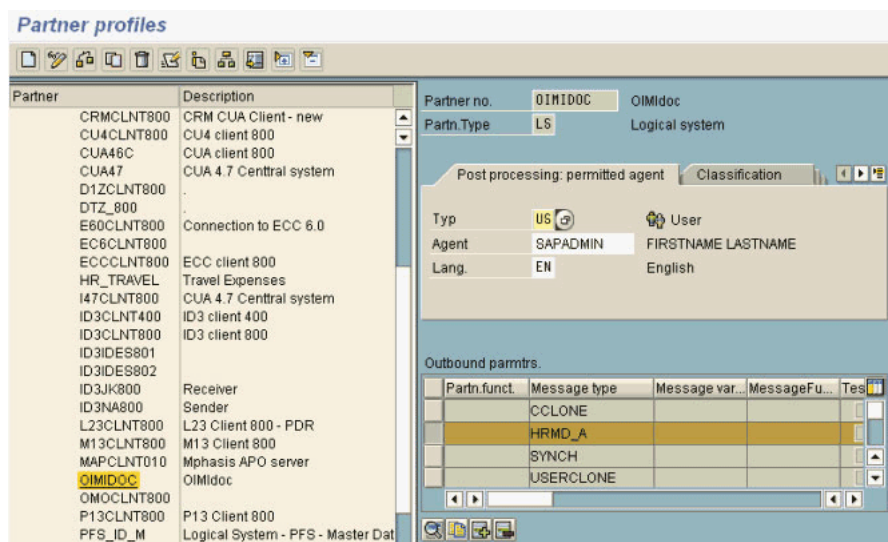 Partner profiles
Partner Description
CRMCLNT800 CRM CUA Client - new
CU4CLNT800 CU4 client 800
CUA46C CUA client 800
CUA47 CUA 4.7 Centtral system
D1ZCLNT800 .
DTZ_800 .
E60CLNT800 Connection to ECC 6.0
EC6CLNT800
ECCCLNT800 ECC client 800
HR_TRAVEL Travel Expenses
I47CLNT800 CUA 4.7 Centtral system
ID3CLNT400 ID3 client 400
ID3CLNT800 ID3 client 800
ID3IDES801
ID3IDES802
ID3JK800 Receiver
ID3NA800 Sender
L23CLNT800 L23 Client 800 - PDR
M13CLNT800 M13 Client 800
MAPCLNT010 Mphasis APO server
OIMIDOC OIMIdoc
OMOCLNT800
P13CLNT800 P13 Client 800
PFS_ID_M Logical System - PFS - Master Dat
Partner no. OIMIDOC OIMIdoc
Partn.Type LS Logical system
Post processing: permitted agent Classification
Typ US User
Agent SAPADMIN FIRSTNAME LASTNAME
Lang. EN English
Outbound parmtrs.
Partn.funct. Message type Message var... MessageFu... Tes
CCLONE
HRMD_A
SYNCH
USERCLONE